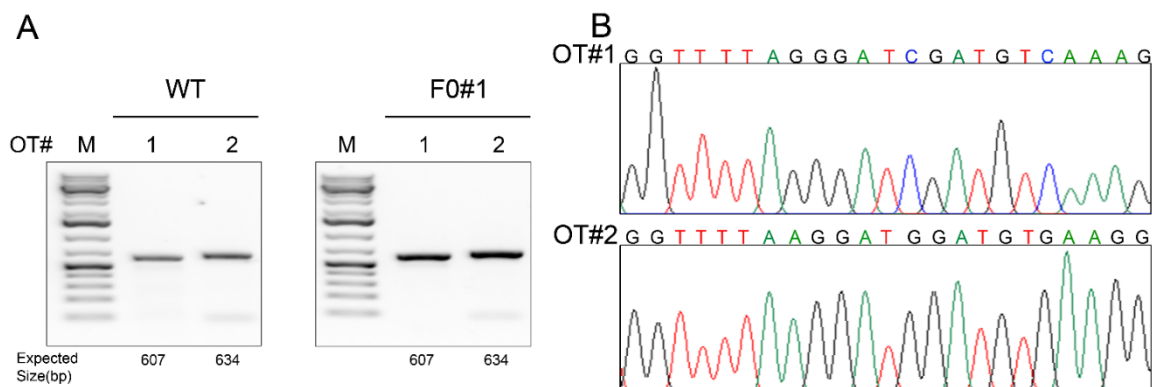 A
WT F0#1
OT# M 1 2 M 1 2
Expected 607 634 607 634
Size(bp)
B
OT#1 G G T T T T A G G G A T C G A T G T C A A A G
OT#2 G G T T T T A A G G A T G G A T G T G A A G G